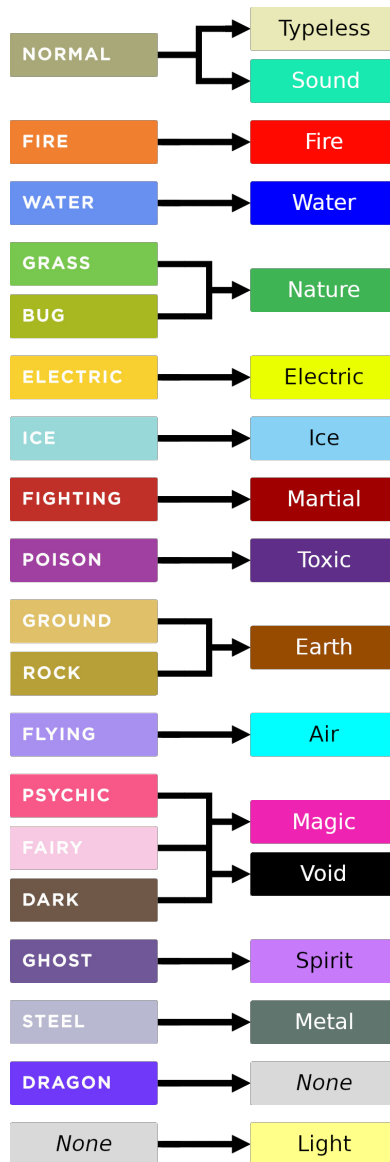 NORMAL
Typeless
Sound
FIRE
Fire
WATER
Water
GRASS
BUG
Nature
ELECTRIC
Electric
ICE
Ice
FIGHTING
Martial
POISON
Toxic
GROUND
ROCK
Earth
FLYING
Air
PSYCHIC
FAIRY
DARK
Magic
Void
GHOST
Spirit
STEEL
Metal
DRAGON
None
None
Light